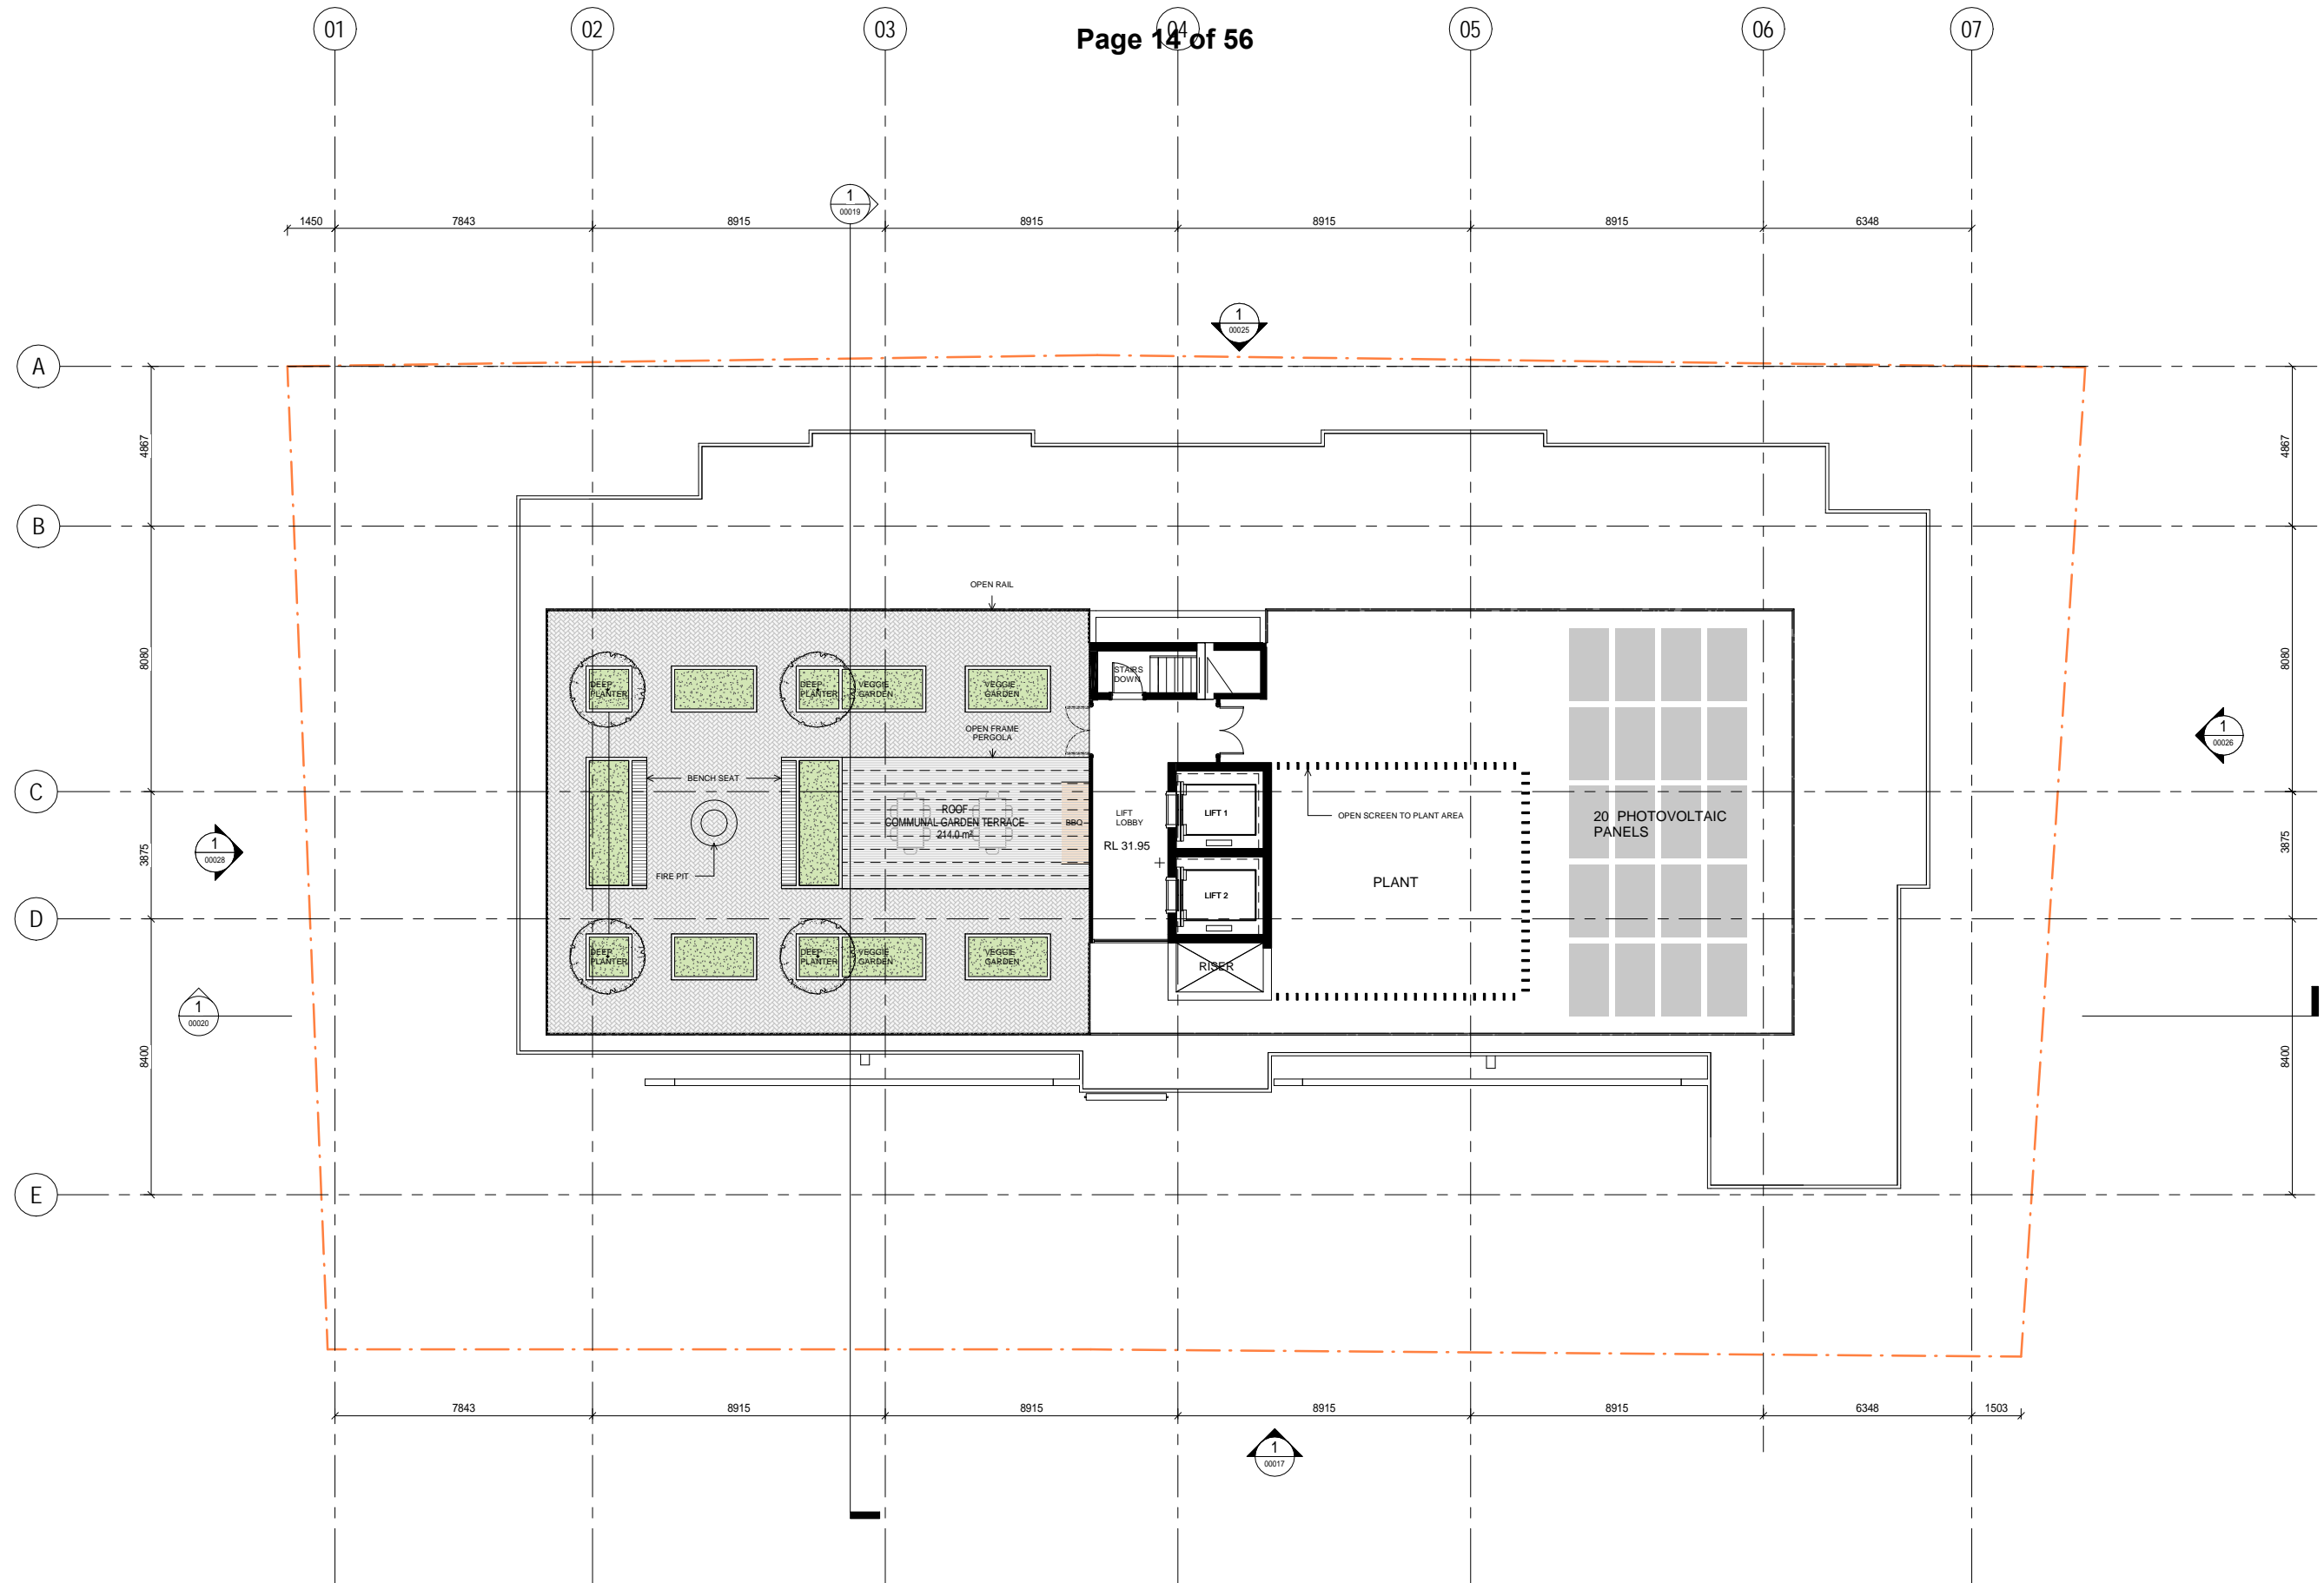 01
02
03
04
Page 14 of 56
05
06
07
1
00019
1450
7843
8915
8915
8915
8915
6348
1
00025
A
4867
4867
B
OPEN RAIL
8080
8080
STAIRS
DOWN
DEEP
PLANTER
DEEP
PLANTER
VEGGIE
GARDEN
VEGGIE
GARDEN
OPEN FRAME
PERGOLA
1
00026
BENCH SEAT
C
ROOF
COMMUNAL GARDEN TERRACE
214.0 m²
BBQ
LIFT
LOBBY
RL 31.95
LIFT 1
OPEN SCREEN TO PLANT AREA
20 PHOTOVOLTAIC
PANELS
1
00028
3875
3875
FIRE PIT
PLANT
LIFT 2
D
DEEP
PLANTER
DEEP
PLANTER
VEGGIE
GARDEN
VEGGIE
GARDEN
RISER
1
00020
8400
8400
E
7843
8915
8915
8915
8915
6348
1503
1
00017